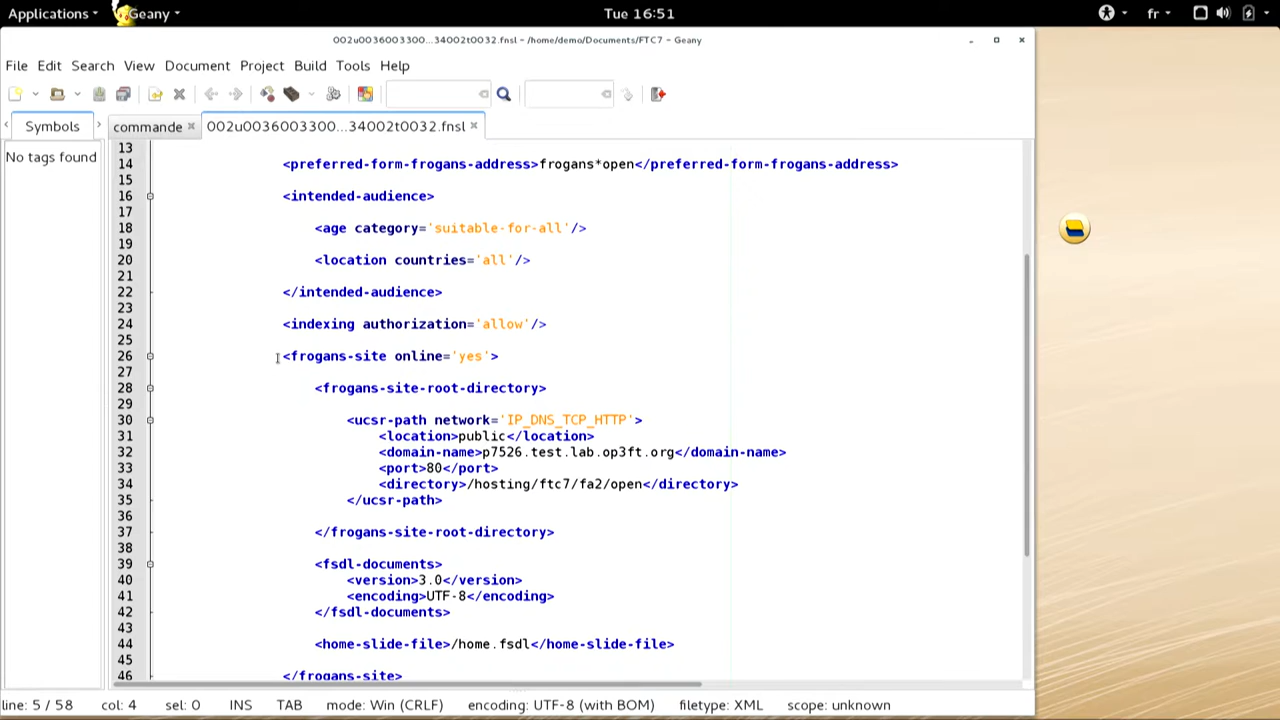 Applications Geany Tue 16:51 fr
002u0036003300...34002t0032.fnsl - /home/demo/Documents/FTC7 - Geany
File Edit Search View Document Project Build Tools Help
Symbols commande 002u0036003300...34002t0032.fnsl
No tags found
13
14 <preferred-form-frogans-address>frogans*open</preferred-form-frogans-address>
15
16 <intended-audience>
17
18 <age category='suitable-for-all'/>
19
20 <location countries='all'/>
21
22 </intended-audience>
23
24 <indexing authorization='allow'/>
25
26 <frogans-site online='yes'>
27
28 <frogans-site-root-directory>
29
30 <ucsr-path network='IP_DNS_TCP_HTTP'>
31 <location>public</location>
32 <domain-name>p7526.test.lab.op3ft.org</domain-name>
33 <port>80</port>
34 <directory>/hosting/ftc7/fa2/open</directory>
35 </ucsr-path>
36
37 </frogans-site-root-directory>
38
39 <fsdl-documents>
40 <version>3.0</version>
41 <encoding>UTF-8</encoding>
42 </fsdl-documents>
43
44 <home-slide-file>/home.fsdl</home-slide-file>
45
46 </frogans-site>
line: 5 / 58 col: 4 sel: 0 INS TAB mode: Win (CRLF) encoding: UTF-8 (with BOM) filetype: XML scope: unknown